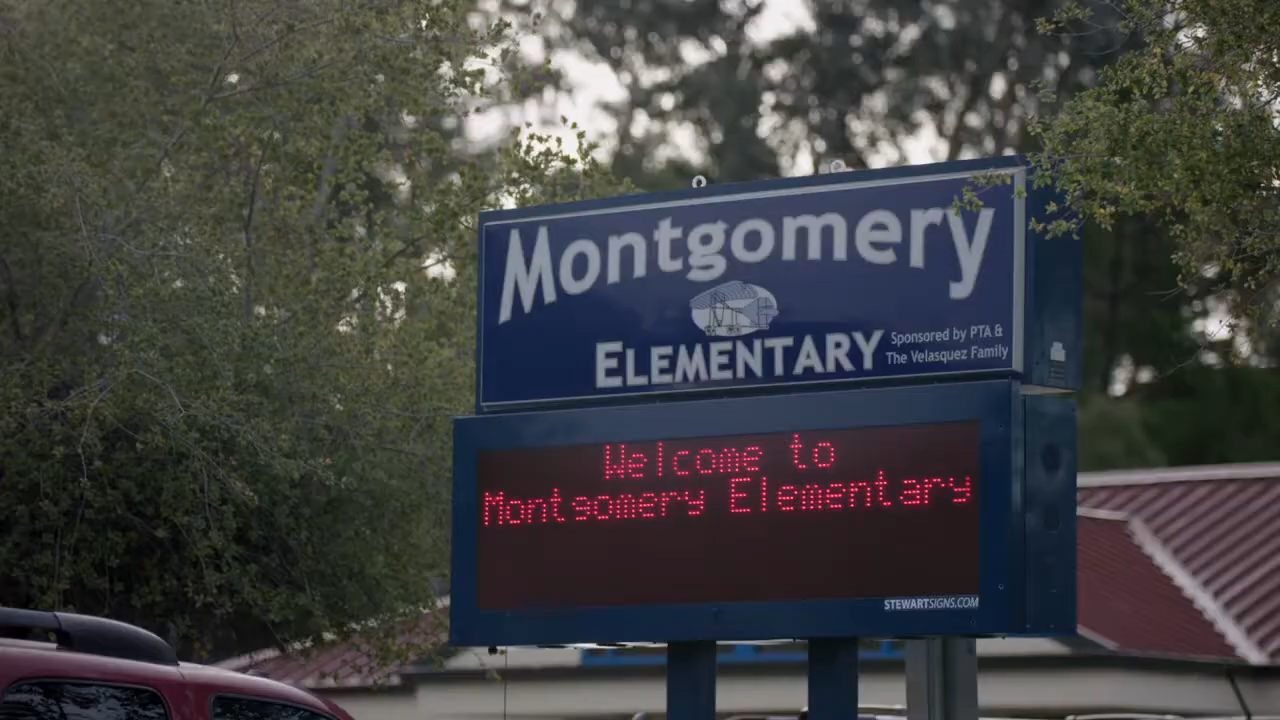 Montgomery
ELEMENTARY
Sponsored by PTA &
The Velasquez Family
Welcome to
Montgomery Elementary
STEWARTSIGNS.COM